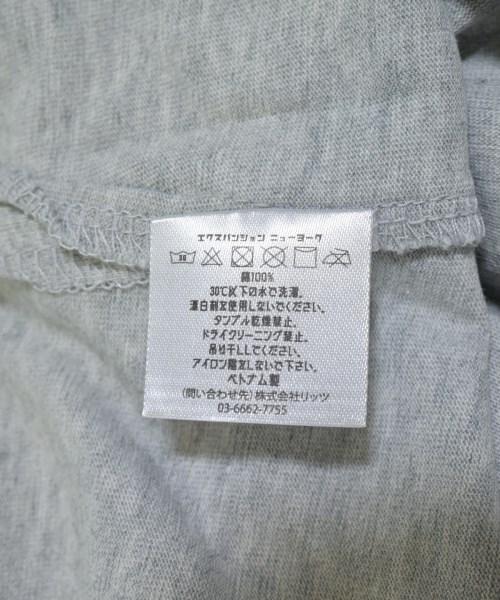 エクスパンション ニューヨーク
30
綿100%
30℃以下の水で洗濯。
漂白剤を使用しないでください。
タンブル乾燥禁止。
ドライクリーニング禁止。
吊り干ししてください。
アイロン掛をしないで下さい。
ベトナム製
(問い合わせ先)株式会社リッツ
03-6662-7755